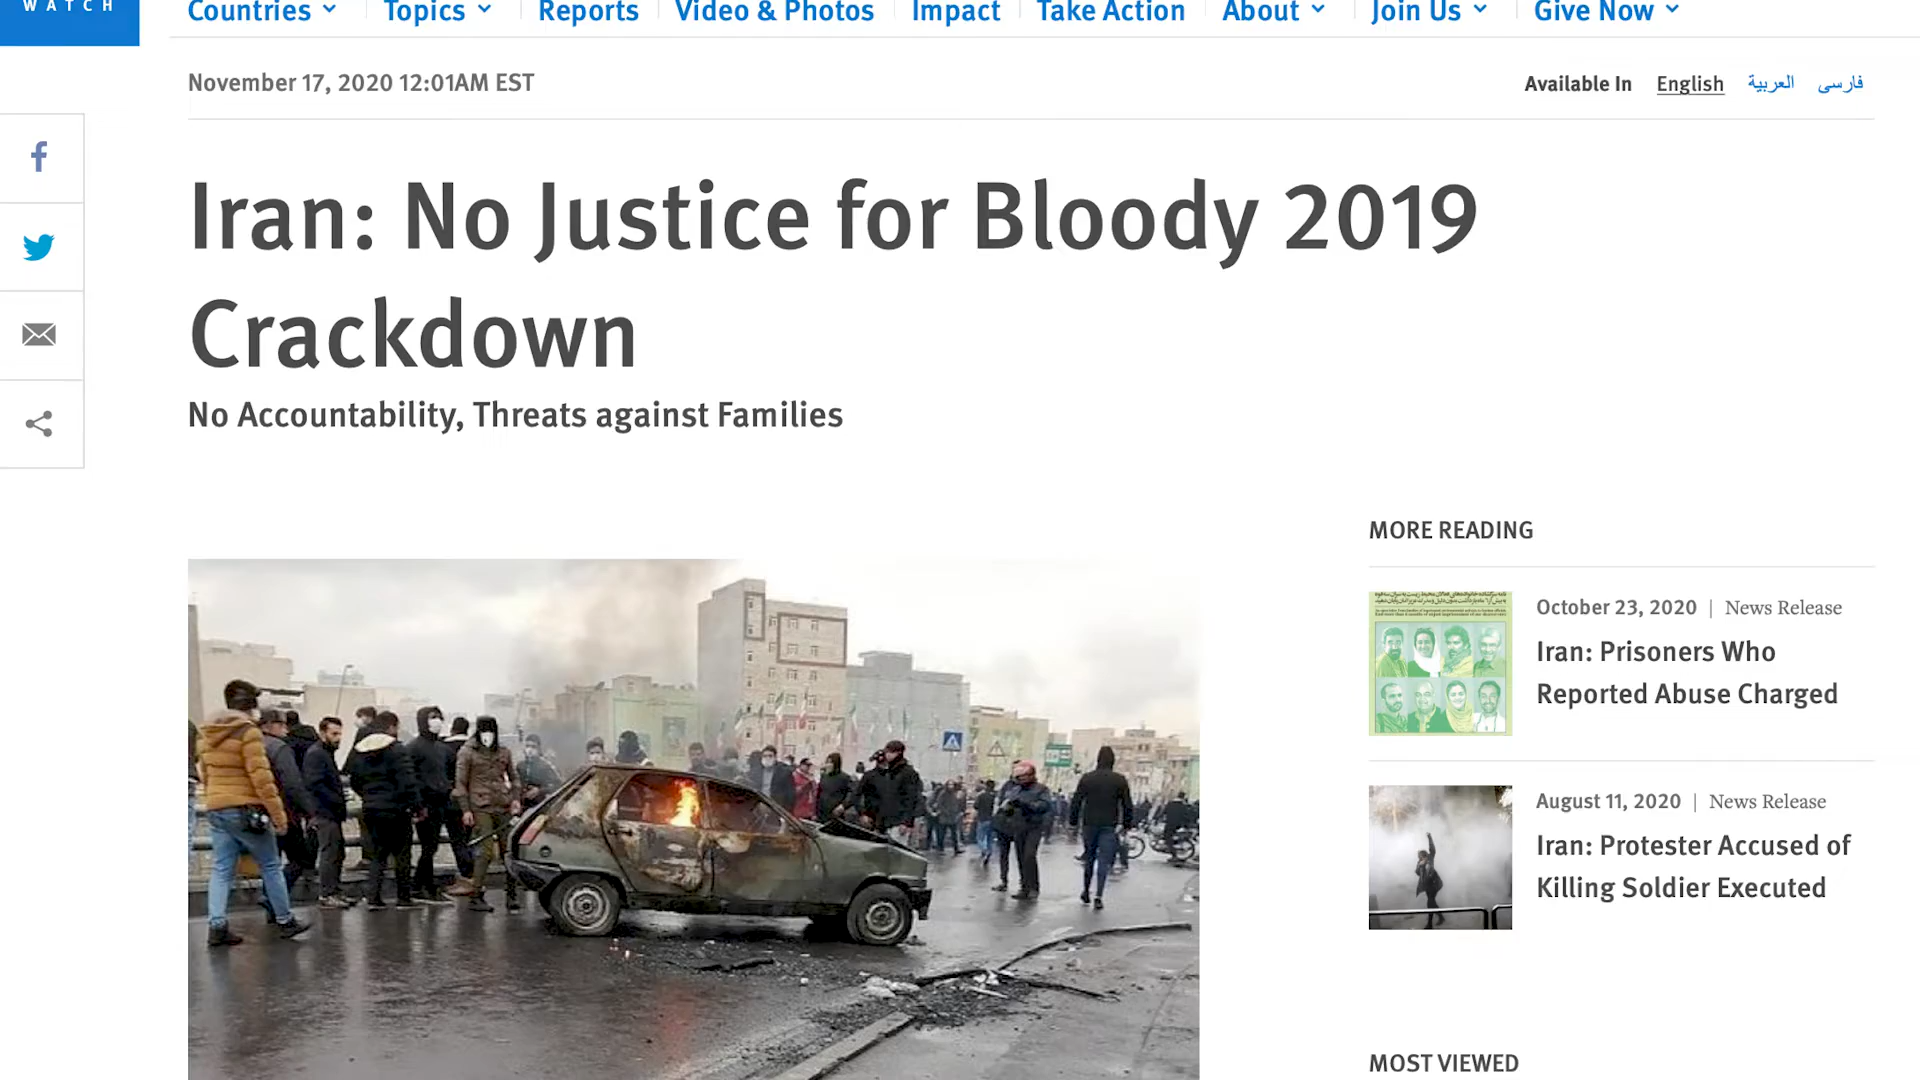 WATCH
Countries
Topics
Reports
Video & Photos
Impact
Take Action
About
Join Us
Give Now
November 17, 2020 12:01AM EST
Available In English العربية فارسی
Iran: No Justice for Bloody 2019
Crackdown
No Accountability, Threats against Families
MORE READING
October 23, 2020 | News Release
Iran: Prisoners Who
Reported Abuse Charged
August 11, 2020 | News Release
Iran: Protester Accused of
Killing Soldier Executed
MOST VIEWED